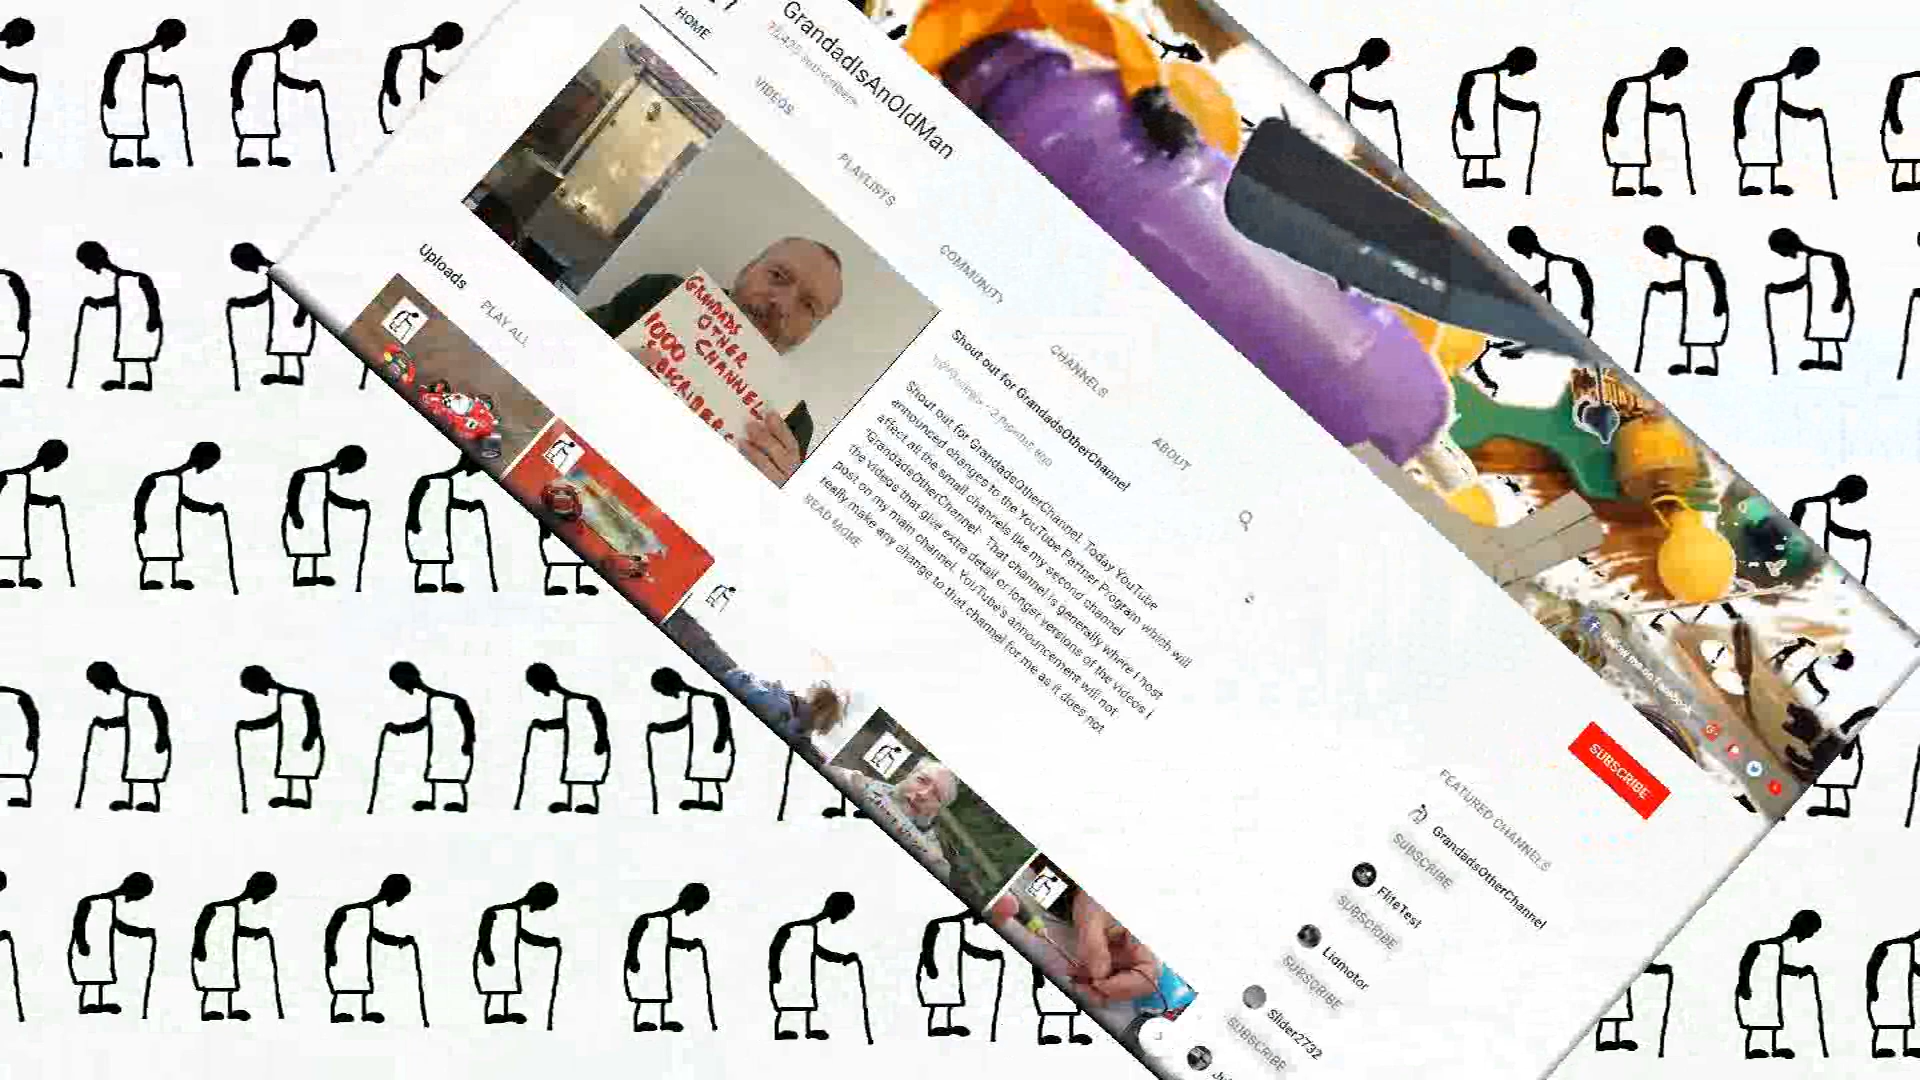 GrandadIsAnOldMan
HOME
VIDEOS
PLAYLISTS
COMMUNITY
CHANNELS
ABOUT
GRANDADS
OTHER
CHANNEL
1000
Shout out for GrandadsOtherChannel
Shout out for GrandadsOtherChannel. Today YouTube
announced changes to the YouTube Partner Program which will
affect all the small channels like my second channel
"GrandadsOtherChannel". That channel is generally where I host
the videos that give extra detail or longer versions of the videos I
post on my main channel. YouTube's announcement will not
really make any change to that channel for me as it does not
READ MORE
Uploads
PLAY ALL
SUBSCRIBE
FEATURED CHANNELS
GrandadsOtherChannel
SUBSCRIBE
FliteTest
SUBSCRIBE
Lidmotor
SUBSCRIBE
Slider2732
SUBSCRIBE